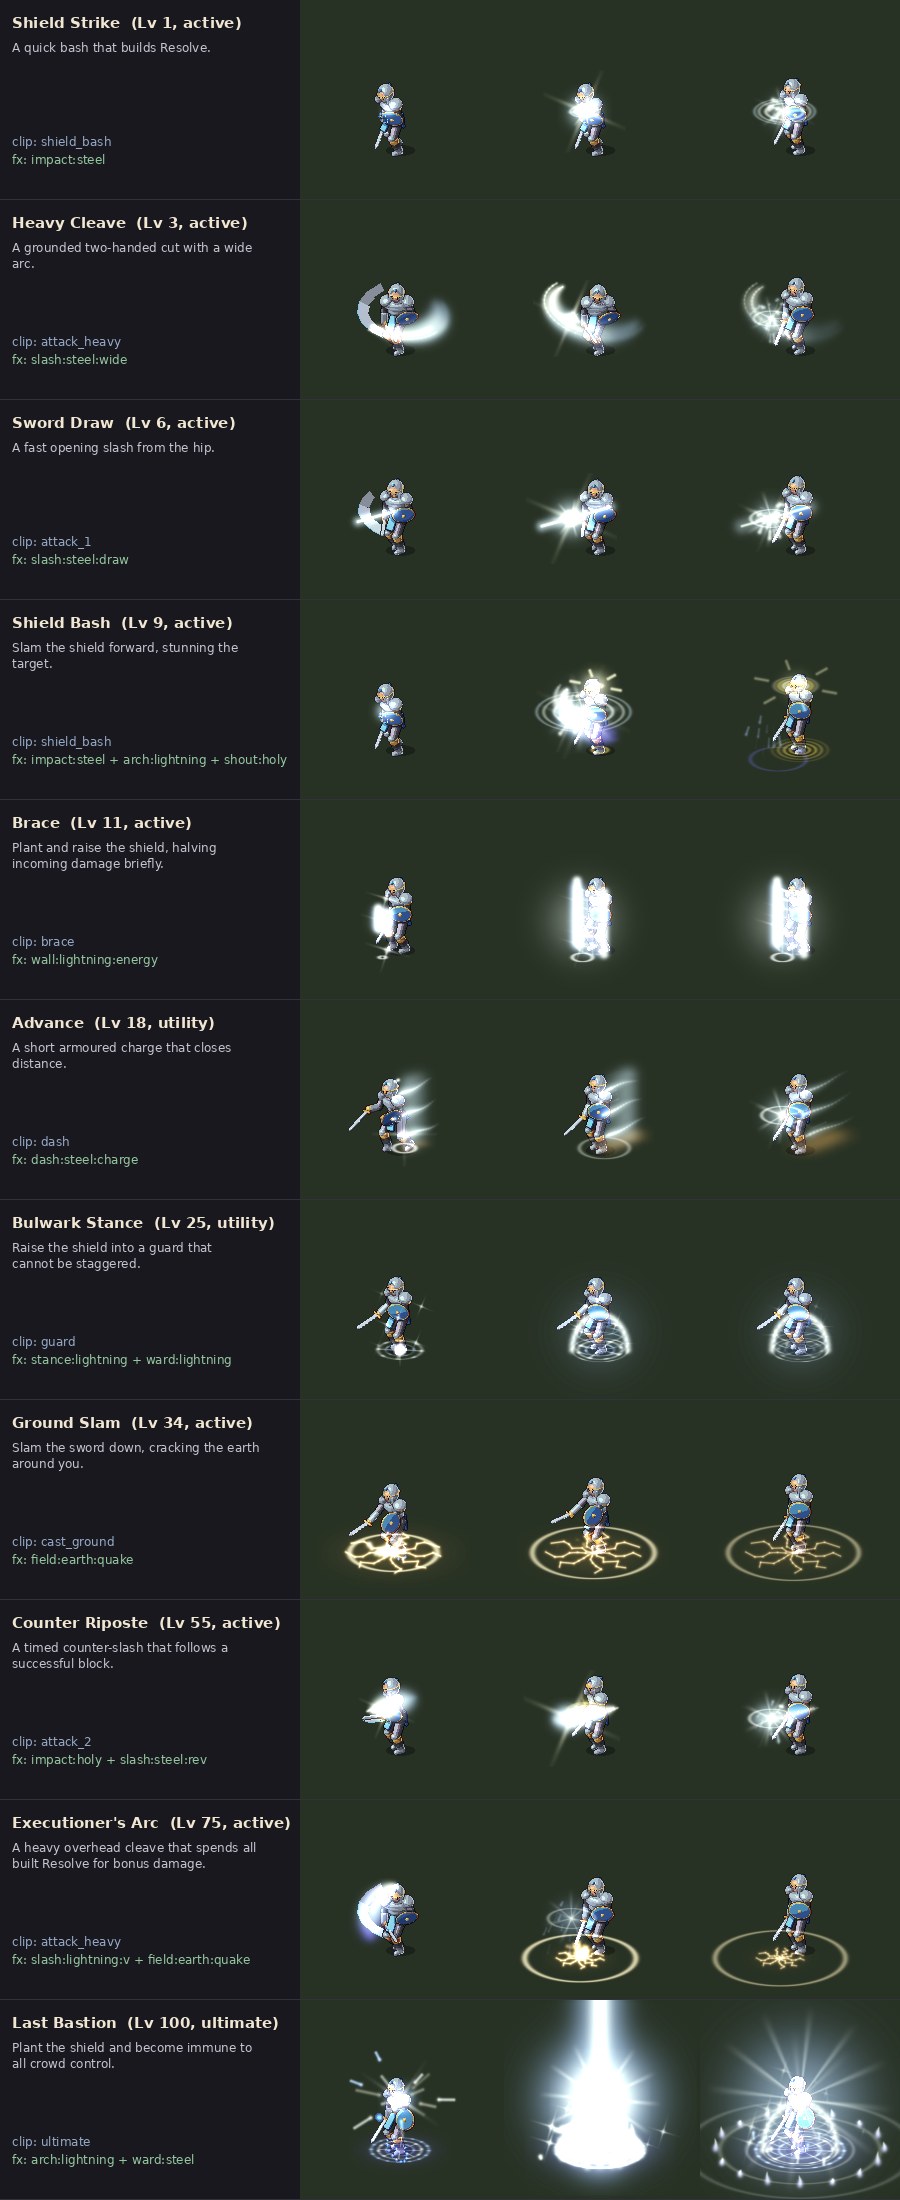 Shield Strike (Lv 1, active)
A quick bash that builds Resolve.
clip: shield_bash
fx: impact:steel
Heavy Cleave (Lv 3, active)
A grounded two-handed cut with a wide
arc.
clip: attack_heavy
fx: slash:steel:wide
Sword Draw (Lv 6, active)
A fast opening slash from the hip.
clip: attack_1
fx: slash:steel:draw
Shield Bash (Lv 9, active)
Slam the shield forward, stunning the
target.
clip: shield_bash
fx: impact:steel + arch:lightning + shout:holy
Brace (Lv 11, active)
Plant and raise the shield, halving
incoming damage briefly.
clip: brace
fx: wall:lightning:energy
Advance (Lv 18, utility)
A short armoured charge that closes
distance.
clip: dash
fx: dash:steel:charge
Bulwark Stance (Lv 25, utility)
Raise the shield into a guard that
cannot be staggered.
clip: guard
fx: stance:lightning + ward:lightning
Ground Slam (Lv 34, active)
Slam the sword down, cracking the earth
around you.
clip: cast_ground
fx: field:earth:quake
Counter Riposte (Lv 55, active)
A timed counter-slash that follows a
successful block.
clip: attack_2
fx: impact:holy + slash:steel:rev
Executioner's Arc (Lv 75, active)
A heavy overhead cleave that spends all
built Resolve for bonus damage.
clip: attack_heavy
fx: slash:lightning:v + field:earth:quake
Last Bastion (Lv 100, ultimate)
Plant the shield and become immune to
all crowd control.
clip: ultimate
fx: arch:lightning + ward:steel